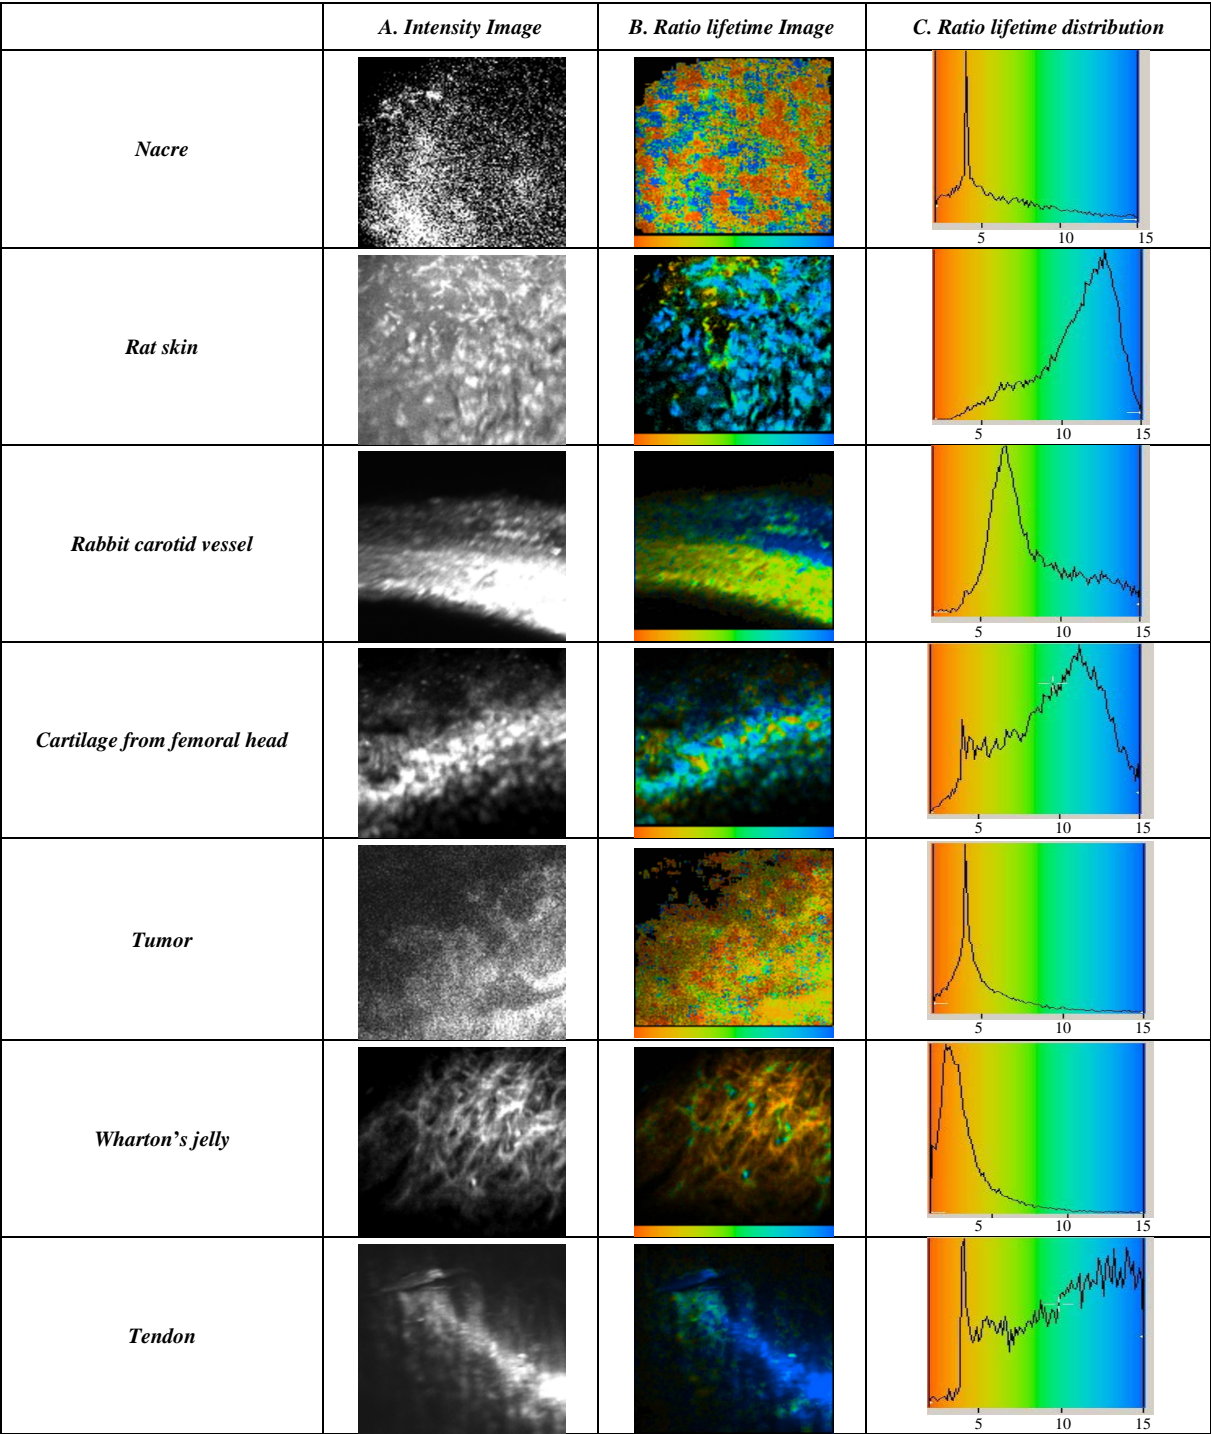 A. Intensity Image B. Ratio lifetime Image C. Ratio lifetime distribution
Nacre
5 10 15
Rat skin
5 10 15
Rabbit carotid vessel
5 10 15
Cartilage from femoral head
5 10 15
Tumor
5 10 15
Wharton's jelly
5 10 15
Tendon
5 10 15